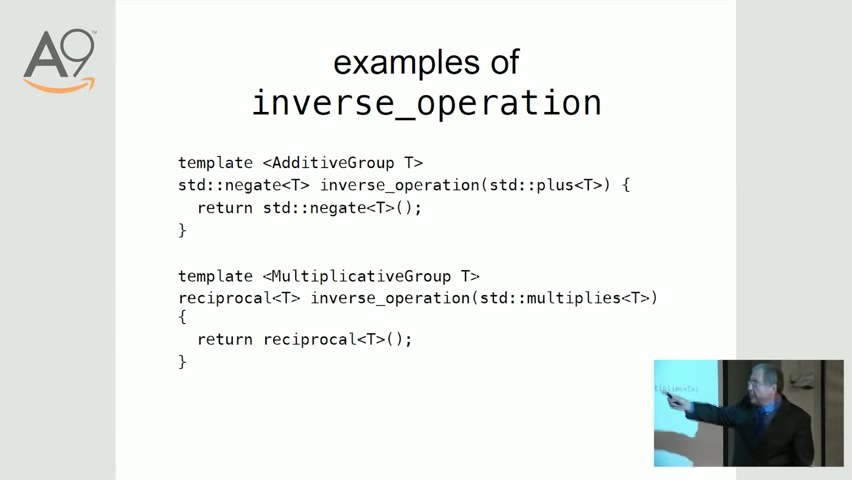 A9™
examples of
inverse_operation
template <AdditiveGroup T>
std::negate<T> inverse_operation(std::plus<T>) {
  return std::negate<T>();
}
template <MultiplicativeGroup T>
reciprocal<T> inverse_operation(std::multiplies<T>)
{
  return reciprocal<T>();
}